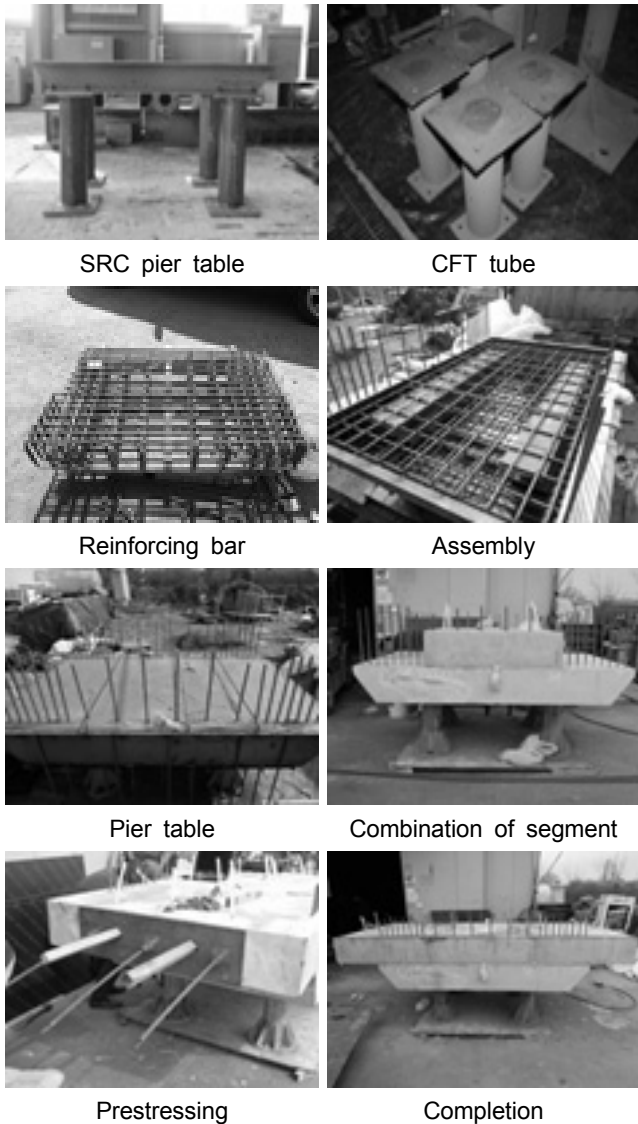 SRC pier table
CFT tube
Reinforcing bar
Assembly
Pier table
Combination of segment
Prestressing
Completion